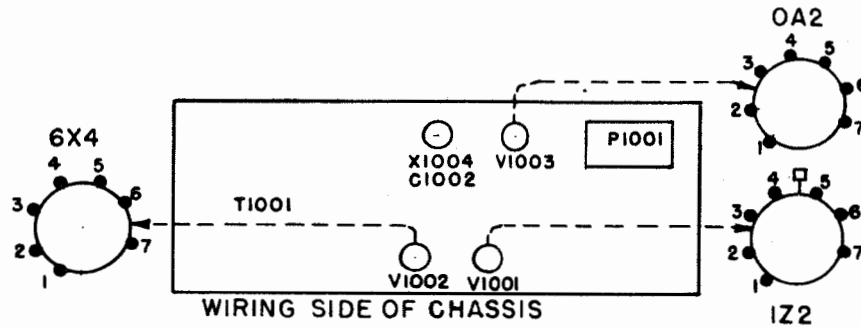 OA2
4
3 5
6
2 7
1
6X4
4 5
3 6
2 7
1
X1004
C1002
V1003
P1001
T1001
V1002
V1001
4 5
3 6
2 7
1
1Z2
WIRING SIDE OF CHASSIS